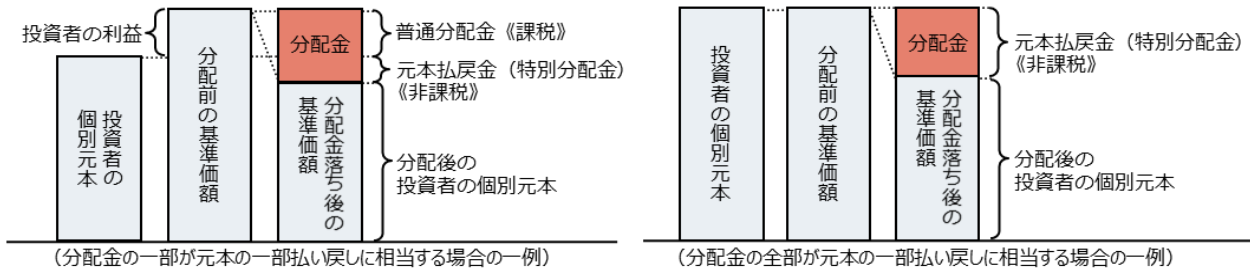 投資者の利益
投資者の
個別元本
分配前の基準価額
分配金
分配金落ち後の
基準価額
普通分配金《課税》
元本払戻金（特別分配金）
《非課税》
分配後の
投資者の個別元本
（分配金の一部が元本の一部払い戻しに相当する場合の一例）
投資者の個別元本
分配前の基準価額
分配金
分配金落ち後の
基準価額
元本払戻金（特別分配金）
《非課税》
分配後の
投資者の個別元本
（分配金の全部が元本の一部払い戻しに相当する場合の一例）